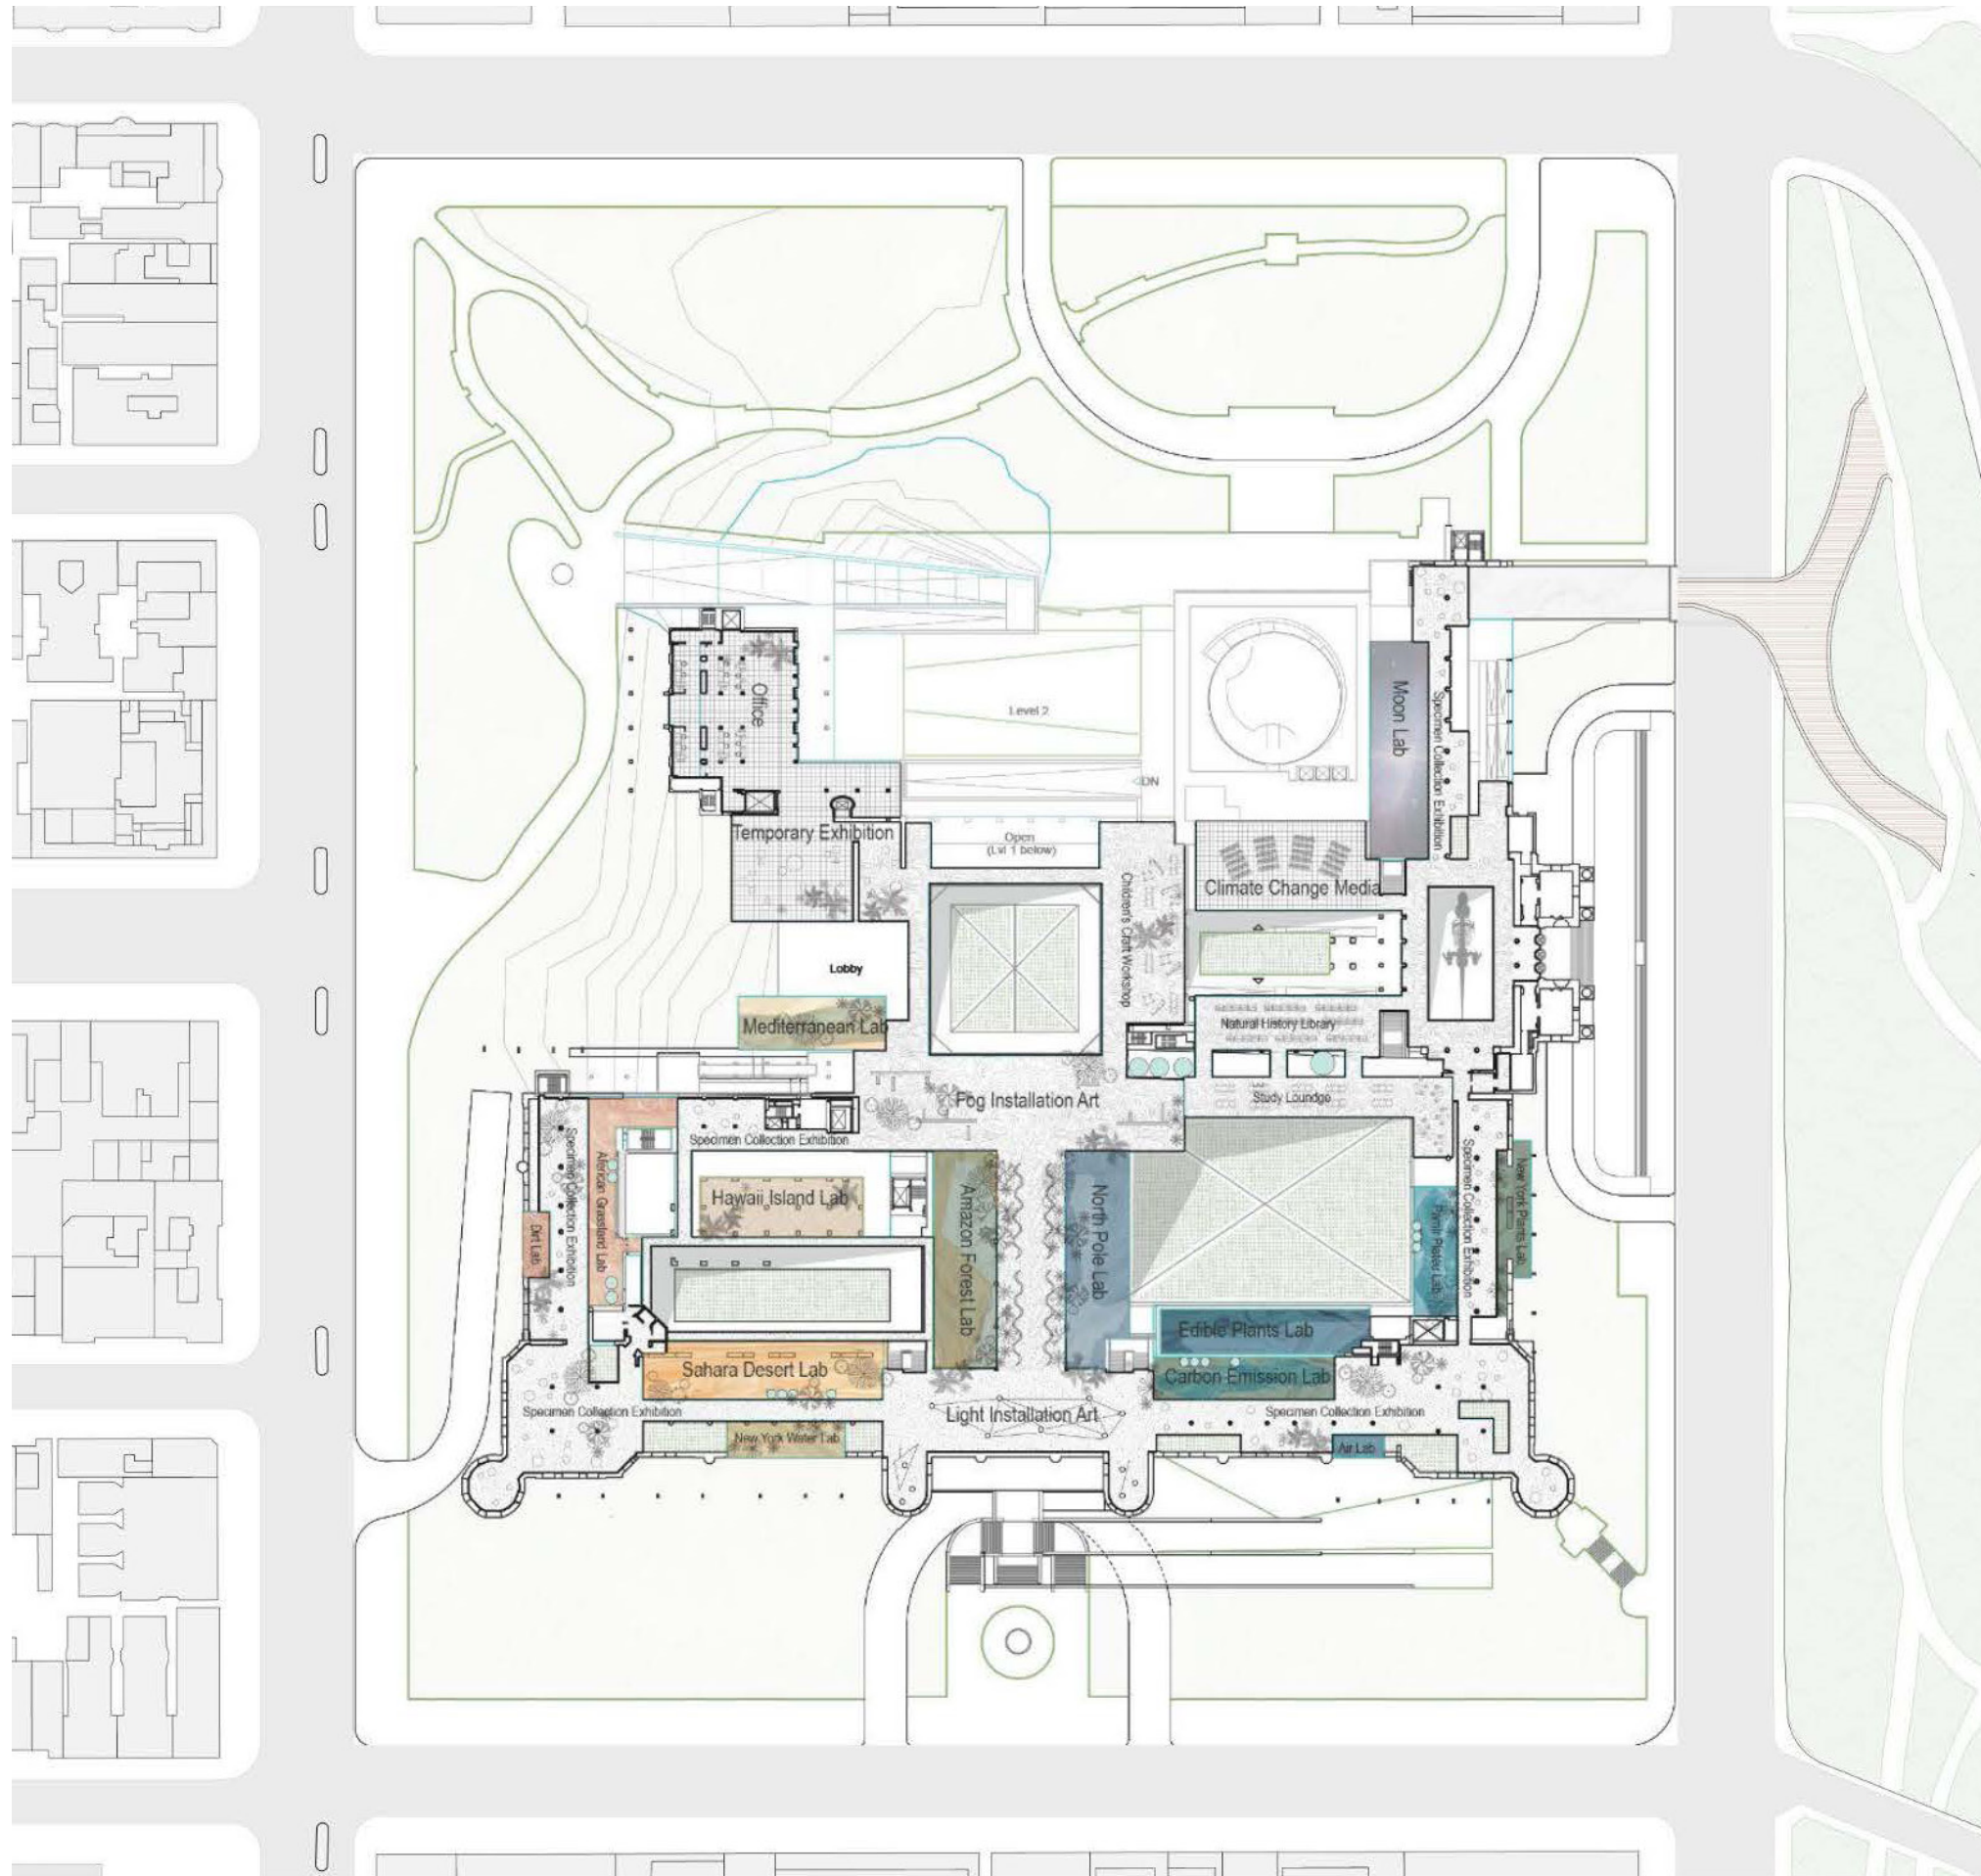 Office
Level 2
Moon Lab
Specimen Collection Exhibition
DN
Temporary Exhibition
Open
(Lvl 1 below)
Children's Craft Workshop
Climate Change Media
Lobby
Mediterranean Lab
Natural History Library
Fog Installation Art
Study Loundge
Specimen Collection Exhibition
Specimen Collection Exhibition
African Grassland Lab
Dirt Lab
Hawaii Island Lab
Amazon Forest Lab
North Pole Lab
Specimen Collection Exhibition
New York Plants Lab
Edible Plants Lab
Sahara Desert Lab
Carbon Emission Lab
Specimen Collection Exhibition
Light Installation Art
Specimen Collection Exhibition
New York Water Lab
Air Lab